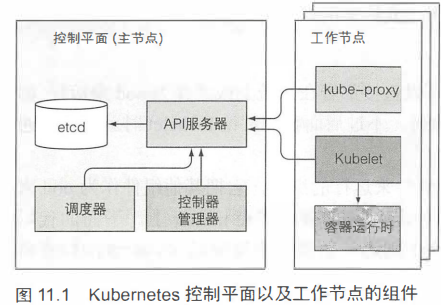 控制平面 (主节点)
工作节点
etcd
API服务器
kube-proxy
Kubelet
调度器
控制器
管理器
容器运行时
图 11.1 Kubernetes 控制平面以及工作节点的组件